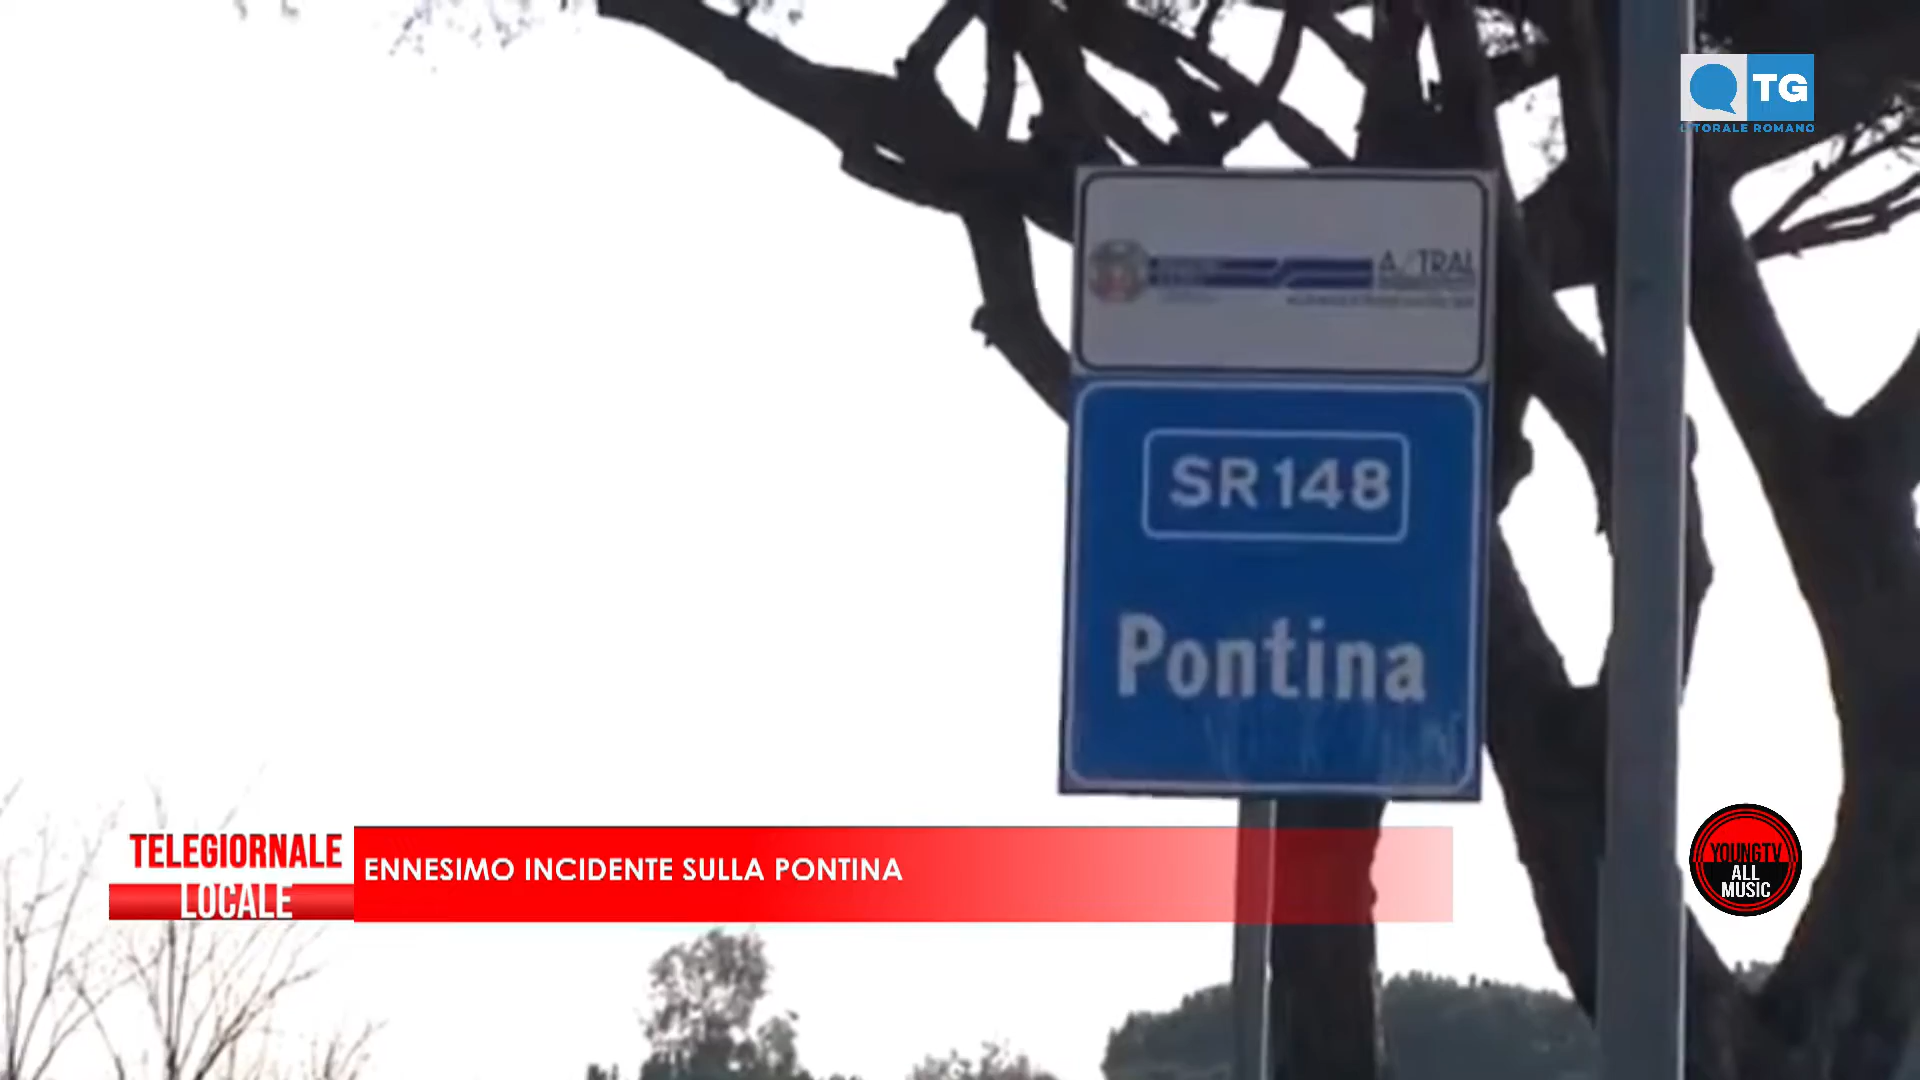 TG
LITORALE ROMANO
ASTRAL
SR 148
Pontina
TELEGIORNALE
LOCALE
ENNESIMO INCIDENTE SULLA PONTINA
YOUNGTV
ALL
MUSIC